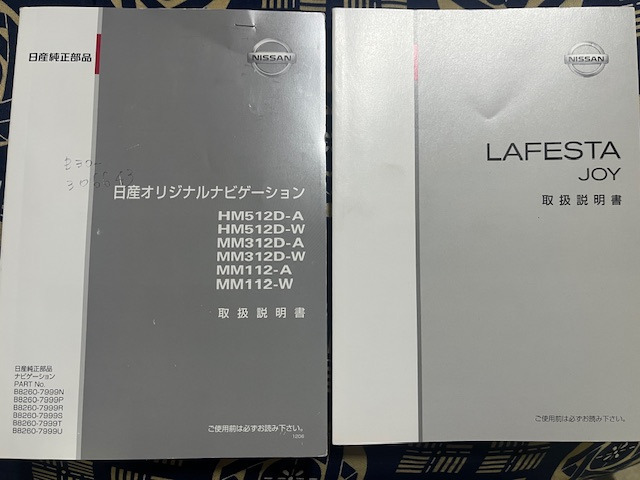 日産純正部品
NISSAN
日産オリジナルナビゲーション
HM512D-A
HM512D-W
MM312D-A
MM312D-W
MM112-A
MM112-W
取扱説明書
日産純正部品
ナビゲーション
PART No.
B8260-7999N
B8260-7999P
B8260-7999R
B8260-7999S
B8260-7999T
B8260-7999U
ご使用前は必ずお読み下さい。
1206
NISSAN
LAFESTA
JOY
取扱説明書
ご使用前は必ずお読み下さい。